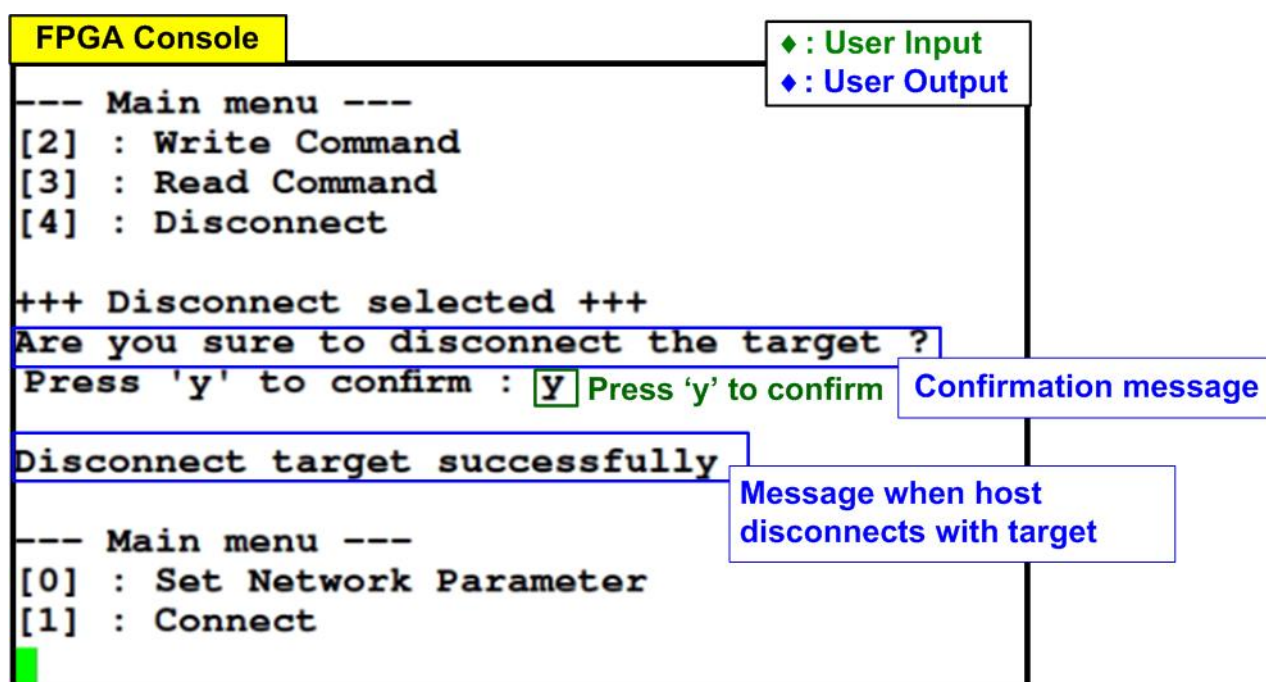 FPGA Console
♦ : User Input
♦ : User Output
--- Main menu ---
[2] : Write Command
[3] : Read Command
[4] : Disconnect
+++ Disconnect selected +++
Are you sure to disconnect the target ?
Press 'y' to confirm : y Press ‘y’ to confirm
Confirmation message
Disconnect target successfully
Message when host
disconnects with target
--- Main menu ---
[0] : Set Network Parameter
[1] : Connect